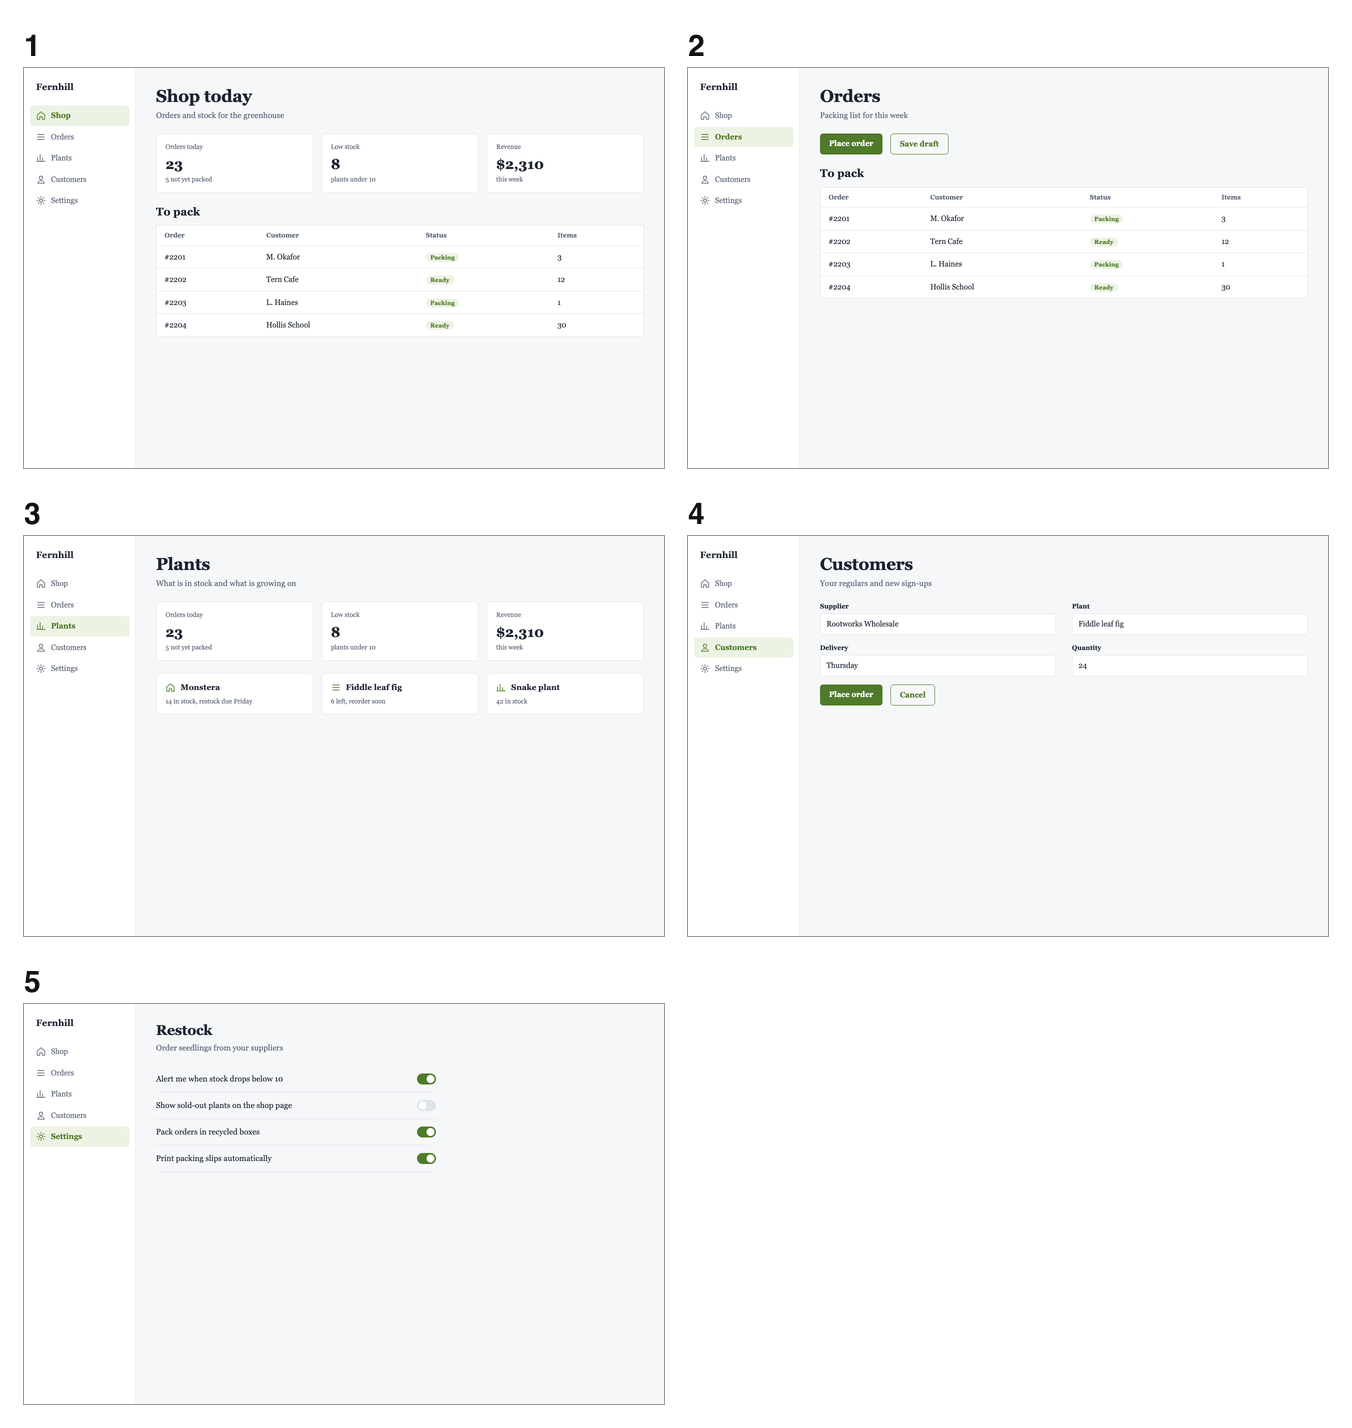 1
Fernhill
Shop
Orders
Plants
Customers
Settings
Shop today
Orders and stock for the greenhouse
Orders today
23
5 not yet packed
Low stock
8
plants under 10
Revenue
$2,310
this week
To pack
Order Customer Status Items
#2201 M. Okafor Packing 3
#2202 Tern Cafe Ready 12
#2203 L. Haines Packing 1
#2204 Hollis School Ready 30
2
Fernhill
Shop
Orders
Plants
Customers
Settings
Orders
Packing list for this week
Place order Save draft
To pack
Order Customer Status Items
#2201 M. Okafor Packing 3
#2202 Tern Cafe Ready 12
#2203 L. Haines Packing 1
#2204 Hollis School Ready 30
3
Fernhill
Shop
Orders
Plants
Customers
Settings
Plants
What is in stock and what is growing on
Orders today
23
5 not yet packed
Low stock
8
plants under 10
Revenue
$2,310
this week
Monstera
14 in stock, restock due Friday
Fiddle leaf fig
6 left, reorder soon
Snake plant
42 in stock
4
Fernhill
Shop
Orders
Plants
Customers
Settings
Customers
Your regulars and new sign-ups
Supplier
Rootworks Wholesale
Plant
Fiddle leaf fig
Delivery
Thursday
Quantity
24
Place order Cancel
5
Fernhill
Shop
Orders
Plants
Customers
Settings
Restock
Order seedlings from your suppliers
Alert me when stock drops below 10
Show sold-out plants on the shop page
Pack orders in recycled boxes
Print packing slips automatically